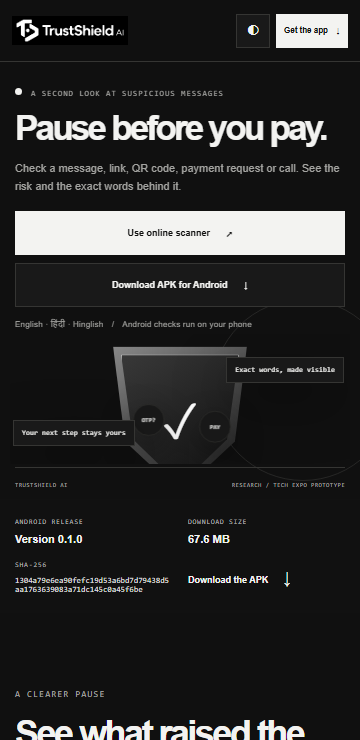 TrustShield AI
Get the app ↓
A SECOND LOOK AT SUSPICIOUS MESSAGES
Pause before you pay.
Check a message, link, QR code, payment request or call. See the
risk and the exact words behind it.
Use online scanner ↗
Download APK for Android ↓
English · हिंदी · Hinglish / Android checks run on your phone
Exact words, made visible
OTP?
PAY
Your next step stays yours
TRUSTSHIELD AI
RESEARCH / TECH EXPO PROTOTYPE
ANDROID RELEASE
Version 0.1.0
DOWNLOAD SIZE
67.6 MB
SHA-256
1304a79e6ea90fefc19d53a6bd7d79438d5
aa1763639083a71dc145c0a45f6be
Download the APK ↓
A CLEARER PAUSE
See what raised the